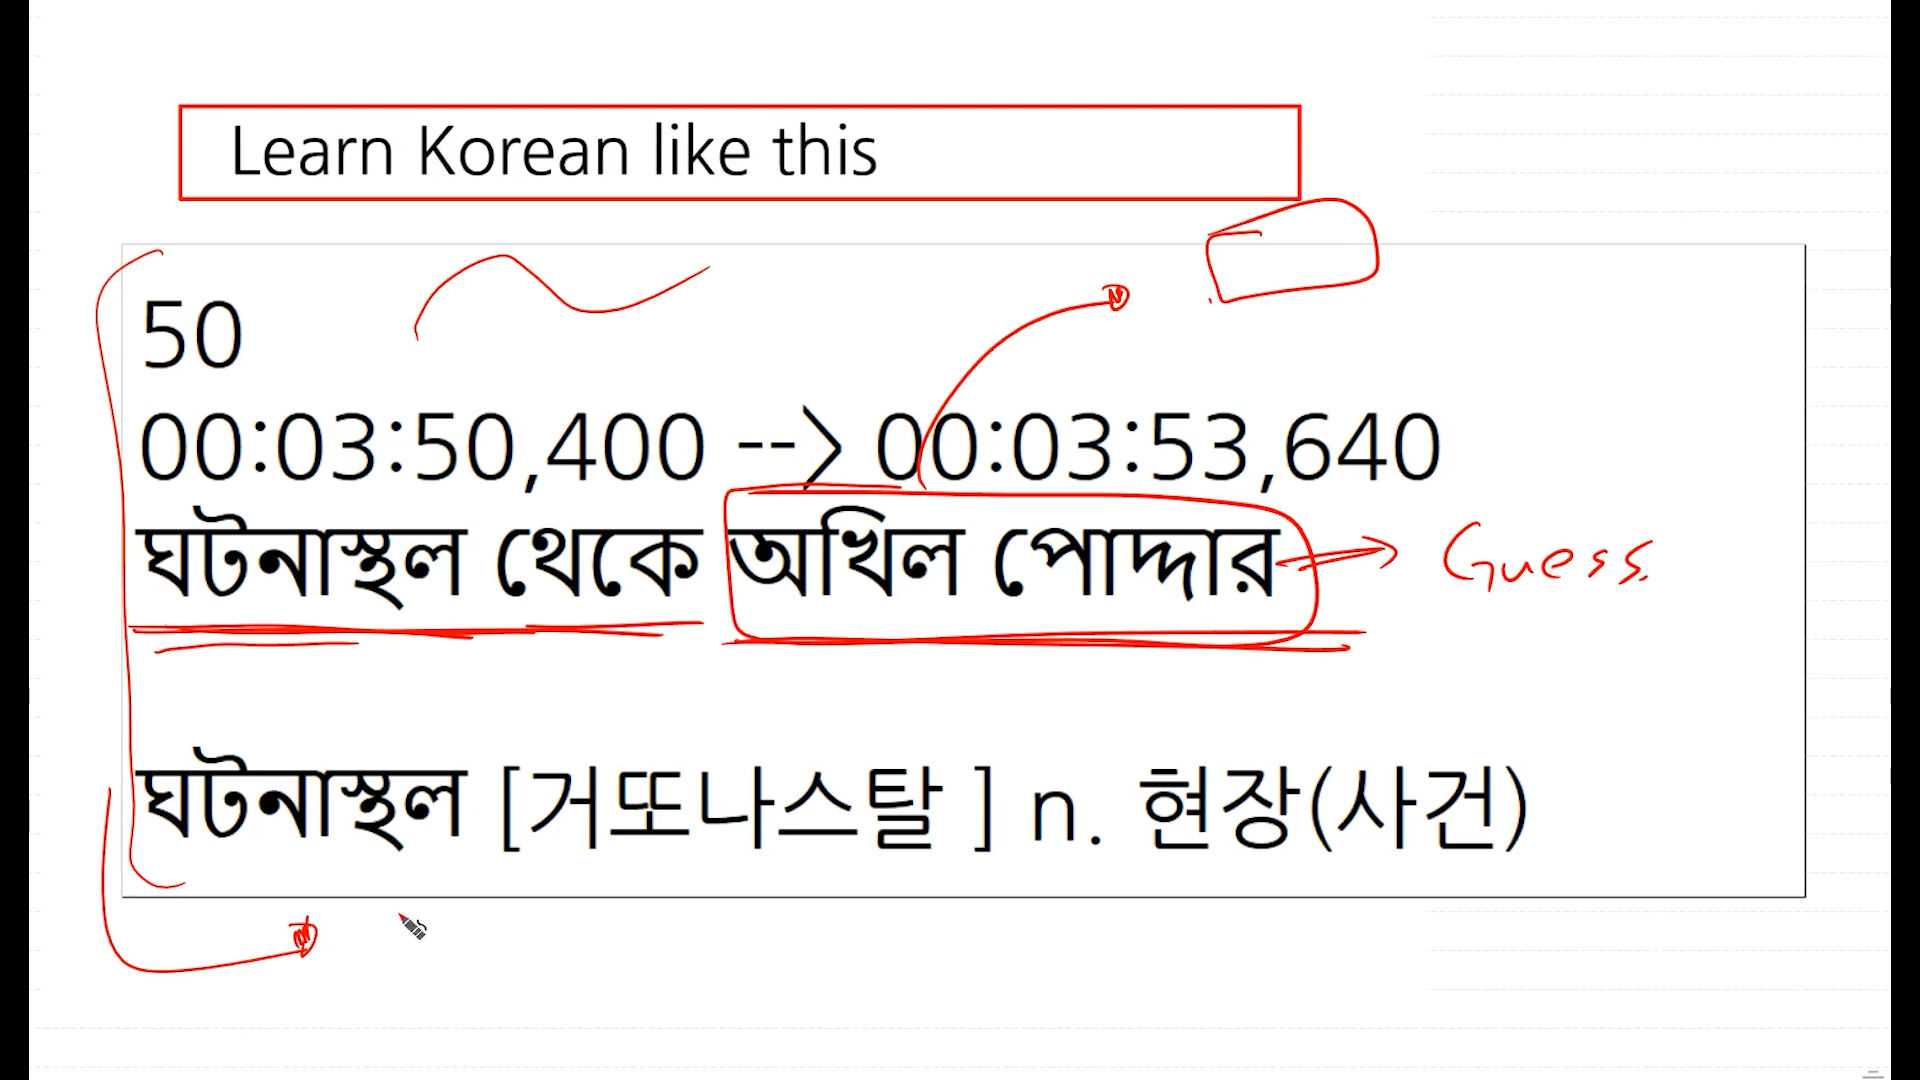 Learn Korean like this
50
00:03:50,400 --> 00:03:53,640
ঘটনাস্থল থেকে অখিল পোদ্দার
Guess.
ঘটনাস্থল [거또나스탈 ] n. 현장(사건)